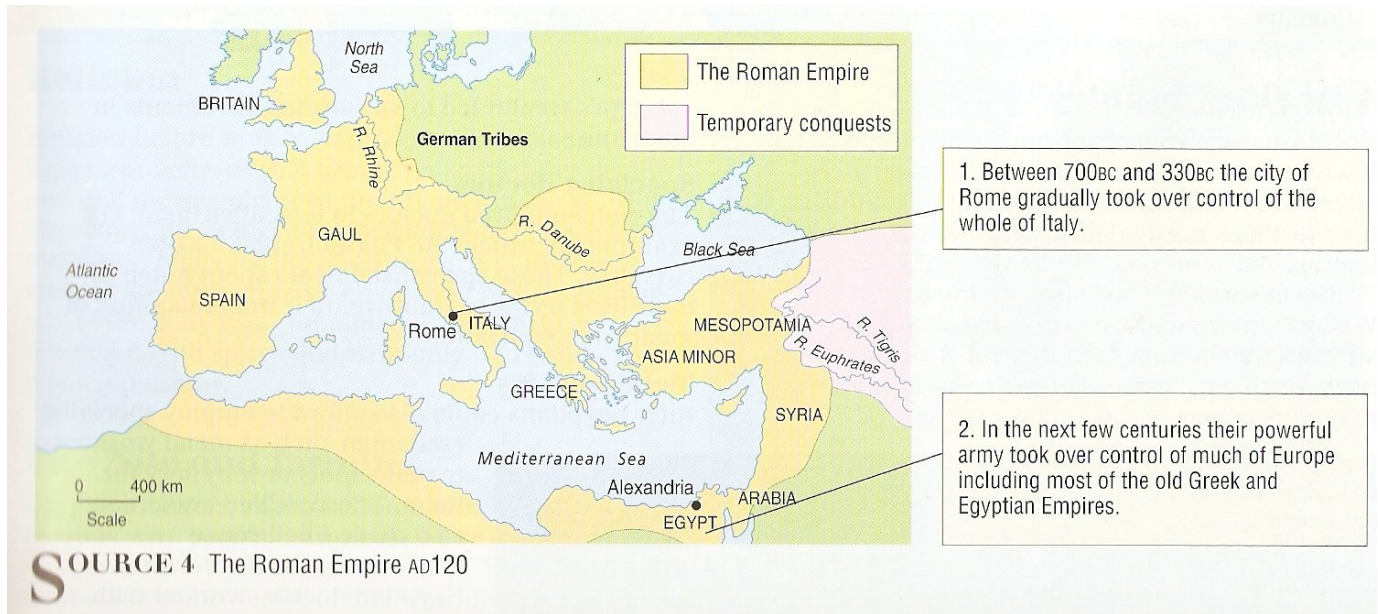 North
Sea
BRITAIN
R. Rhine
German Tribes
The Roman Empire
Temporary conquests
1. Between 700BC and 330BC the city of
Rome gradually took over control of the
whole of Italy.
GAUL
R. Danube
Black Sea
Atlantic
Ocean
SPAIN
Rome
ITALY
MESOPOTAMIA
R. Tigris
R. Euphrates
ASIA MINOR
GREECE
SYRIA
2. In the next few centuries their powerful
army took over control of much of Europe
including most of the old Greek and
Egyptian Empires.
Mediterranean Sea
Alexandria
ARABIA
EGYPT
0 400 km
Scale
SOURCE 4 The Roman Empire AD120